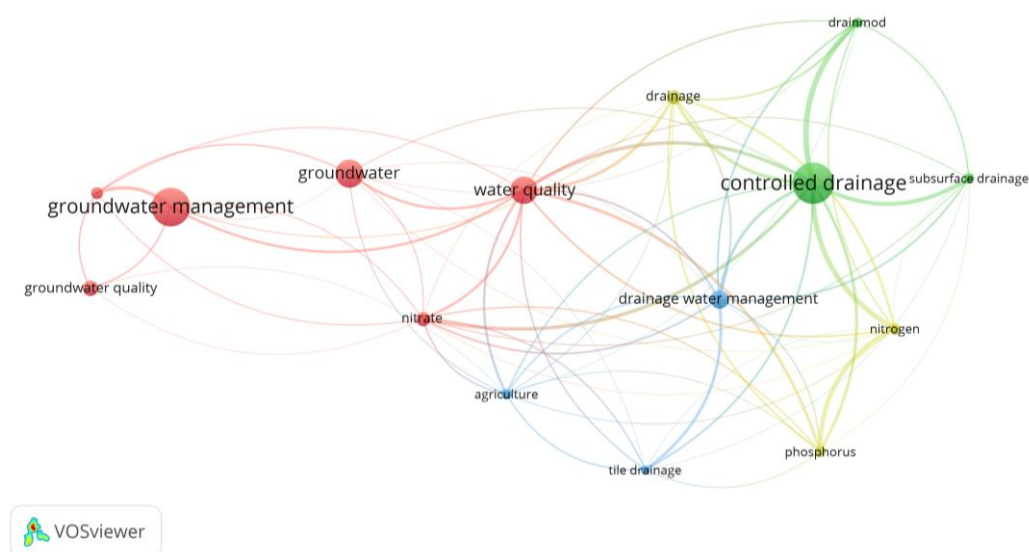 drainmod
drainage
groundwater
controlled drainage
subsurface drainage
water quality
groundwater management
groundwater quality
drainage water management
nitrate
nitrogen
agriculture
phosphorus
tile drainage
VOSviewer